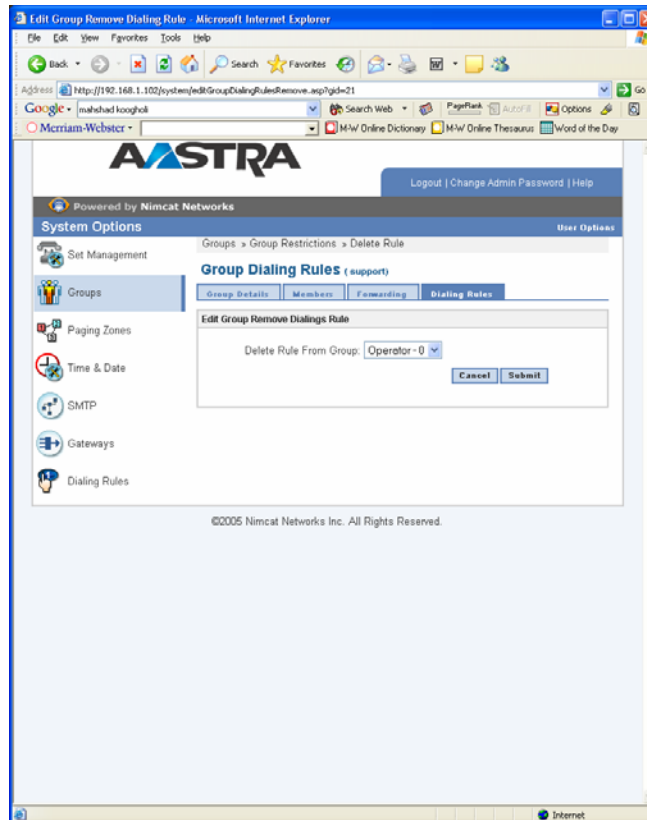 Edit Group Remove Dialing Rule - Microsoft Internet Explorer
File Edit View Favorites Tools Help
Back Search Favorites
Address http://192.168.1.102/system/editGroupDialingRulesRemove.asp?gid=21 Go
Google mahshad koogholi Search Web PageRank AutoFill Options
Merriam-Webster M-W Online Dictionary M-W Online Thesaurus Word of the Day
AASTRA
Logout | Change Admin Password | Help
Powered by Nimcat Networks
System Options User Options
Groups » Group Restrictions » Delete Rule
Set Management
Group Dialing Rules ( support)
Groups
Group Details Members Forwarding Dialing Rules
Edit Group Remove Dialings Rule
Paging Zones
Delete Rule From Group: Operator - 0
Time & Date
Cancel Submit
SMTP
Gateways
Dialing Rules
©2005 Nimcat Networks Inc. All Rights Reserved.
Internet